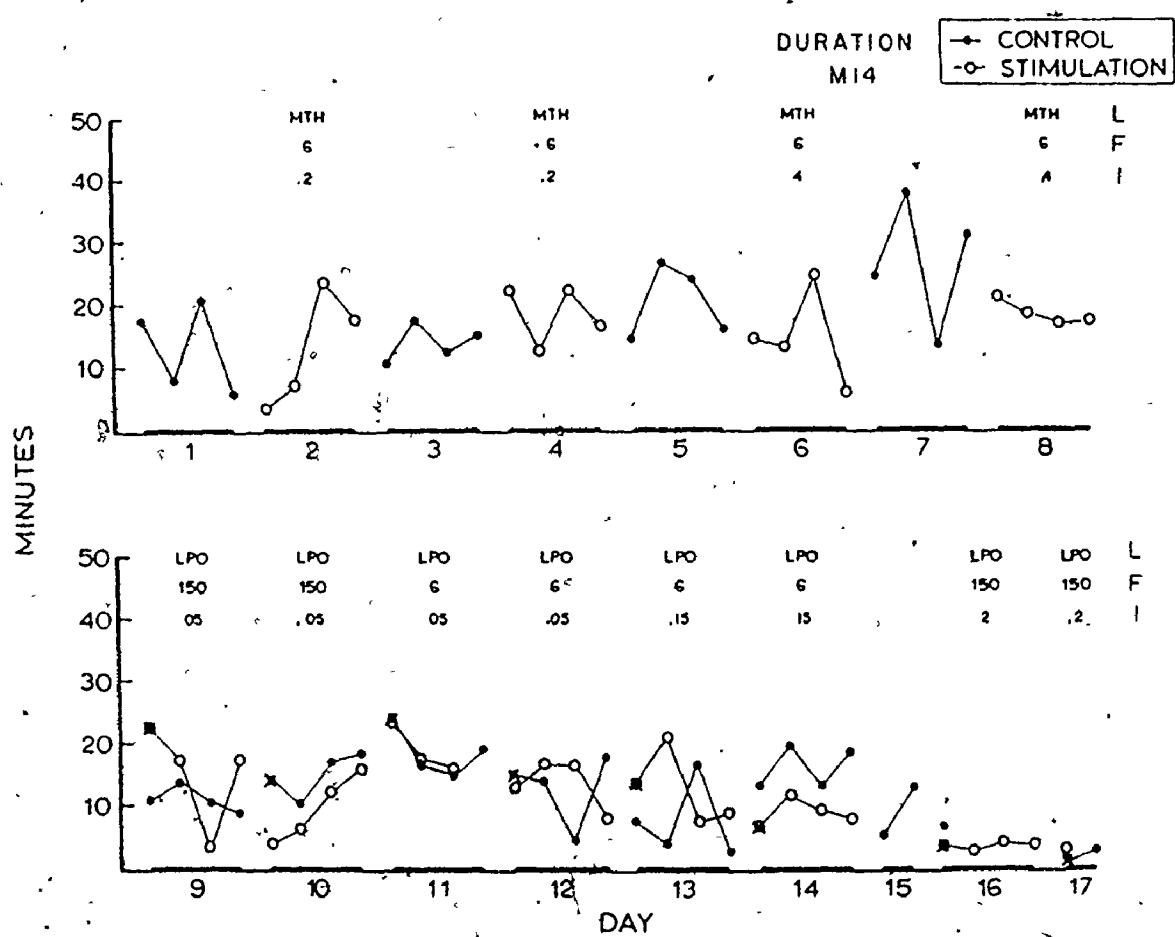 DURATION
M14
CONTROL
STIMULATION
MTH MTH MTH MTH L
6 6 6 6 F
.2 .2 4 I
50
40
30
20
10
1 2 3 4 5 6 7 8
MINUTES
LPO LPO LPO LPO LPO LPO LPO LPO L
150 150 6 6 6 6 150 150 F
05 .05 05 .05 .15 15 2 .2 I
50
40
30
20
10
9 10 11 12 13 14 15 16 17
DAY